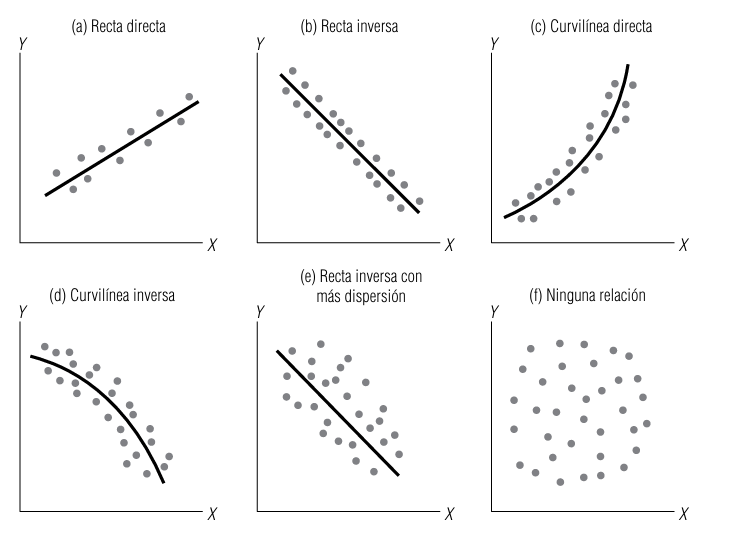 (a) Recta directa
Y
X
(b) Recta inversa
Y
X
(c) Curvilínea directa
Y
X
(d) Curvilínea inversa
Y
X
(e) Recta inversa con
más dispersión
Y
X
(f) Ninguna relación
Y
X